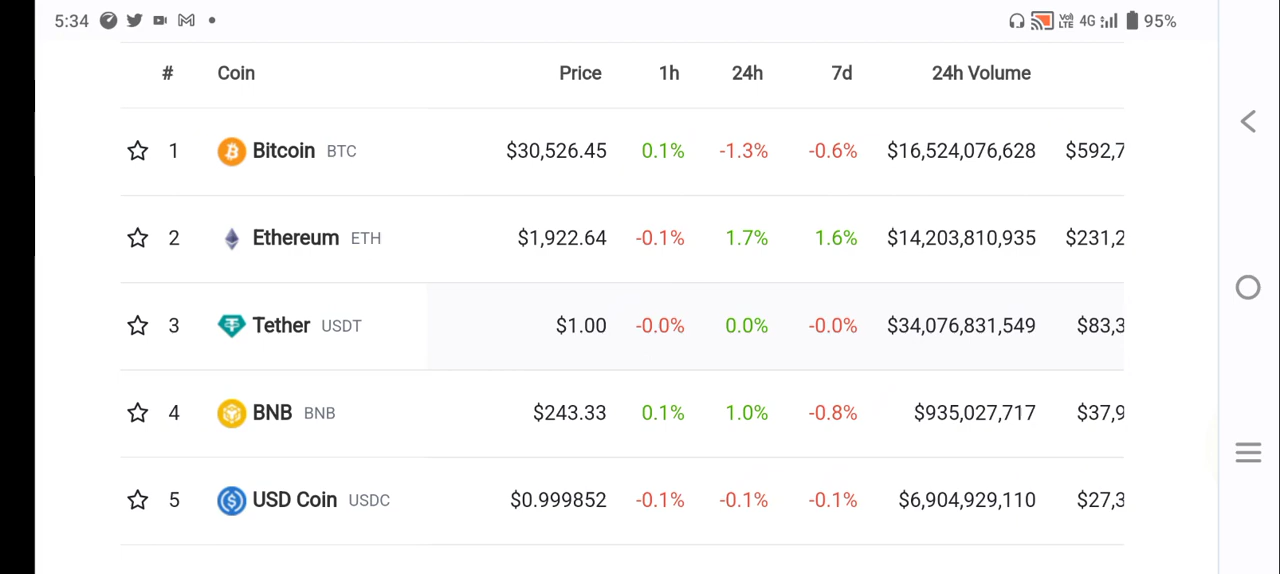 5:34 4G 95%
# Coin Price 1h 24h 7d 24h Volume
1 Bitcoin BTC $30,526.45 0.1% -1.3% -0.6% $16,524,076,628 $592,7
2 Ethereum ETH $1,922.64 -0.1% 1.7% 1.6% $14,203,810,935 $231,2
3 Tether USDT $1.00 -0.0% 0.0% -0.0% $34,076,831,549 $83,3
4 BNB BNB $243.33 0.1% 1.0% -0.8% $935,027,717 $37,9
5 USD Coin USDC $0.999852 -0.1% -0.1% -0.1% $6,904,929,110 $27,3